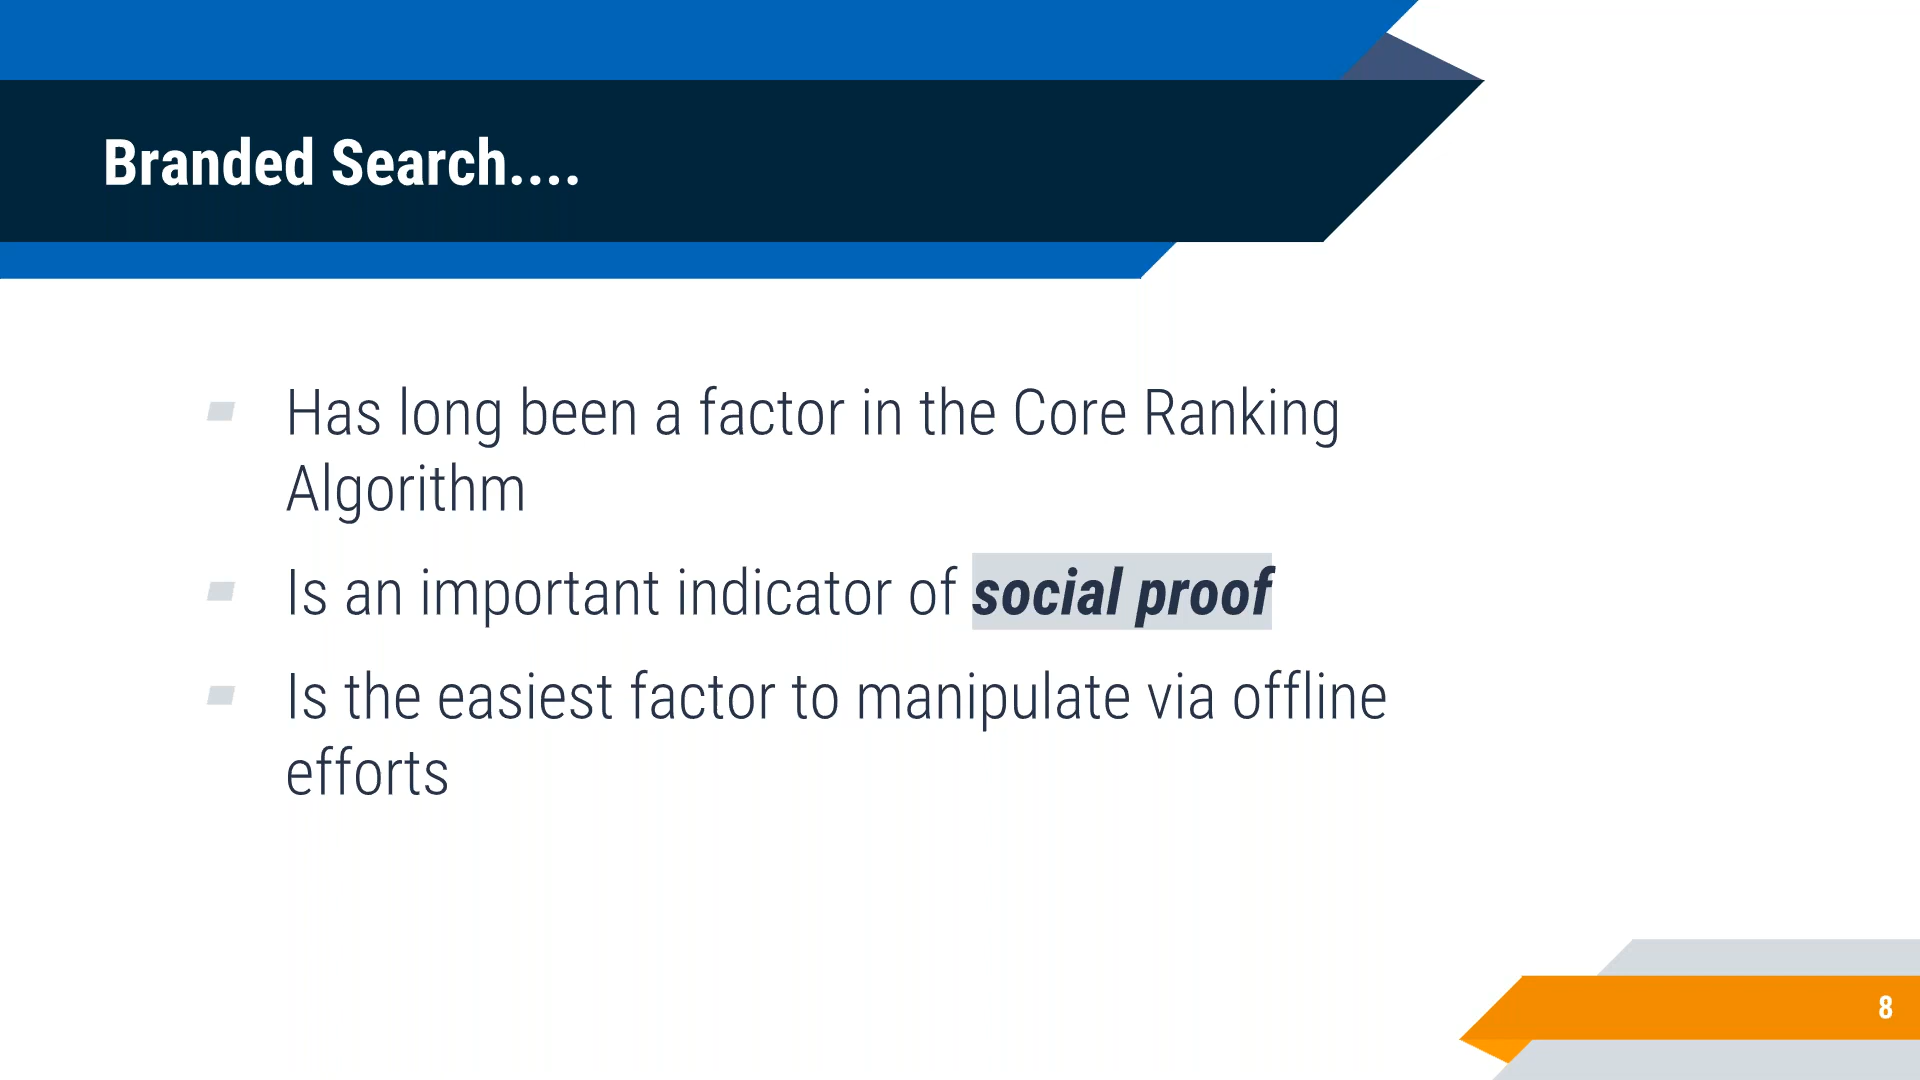 Branded Search....
Has long been a factor in the Core Ranking
Algorithm
Is an important indicator of social proof
Is the easiest factor to manipulate via offline
efforts
8